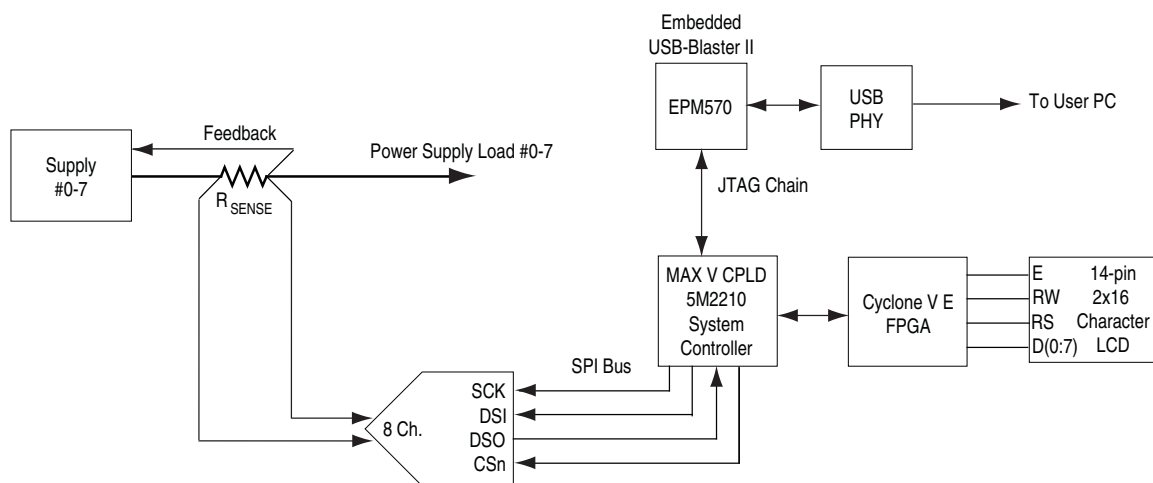 Embedded
USB-Blaster II
EPM570
USB
PHY
To User PC
Feedback
Supply
#0-7
Power Supply Load #0-7
R SENSE
JTAG Chain
MAX V CPLD
5M2210
System
Controller
Cyclone V E
FPGA
E
RW
RS
D(0:7)
14-pin
2x16
Character
LCD
SPI Bus
8 Ch.
SCK
DSI
DSO
CSn